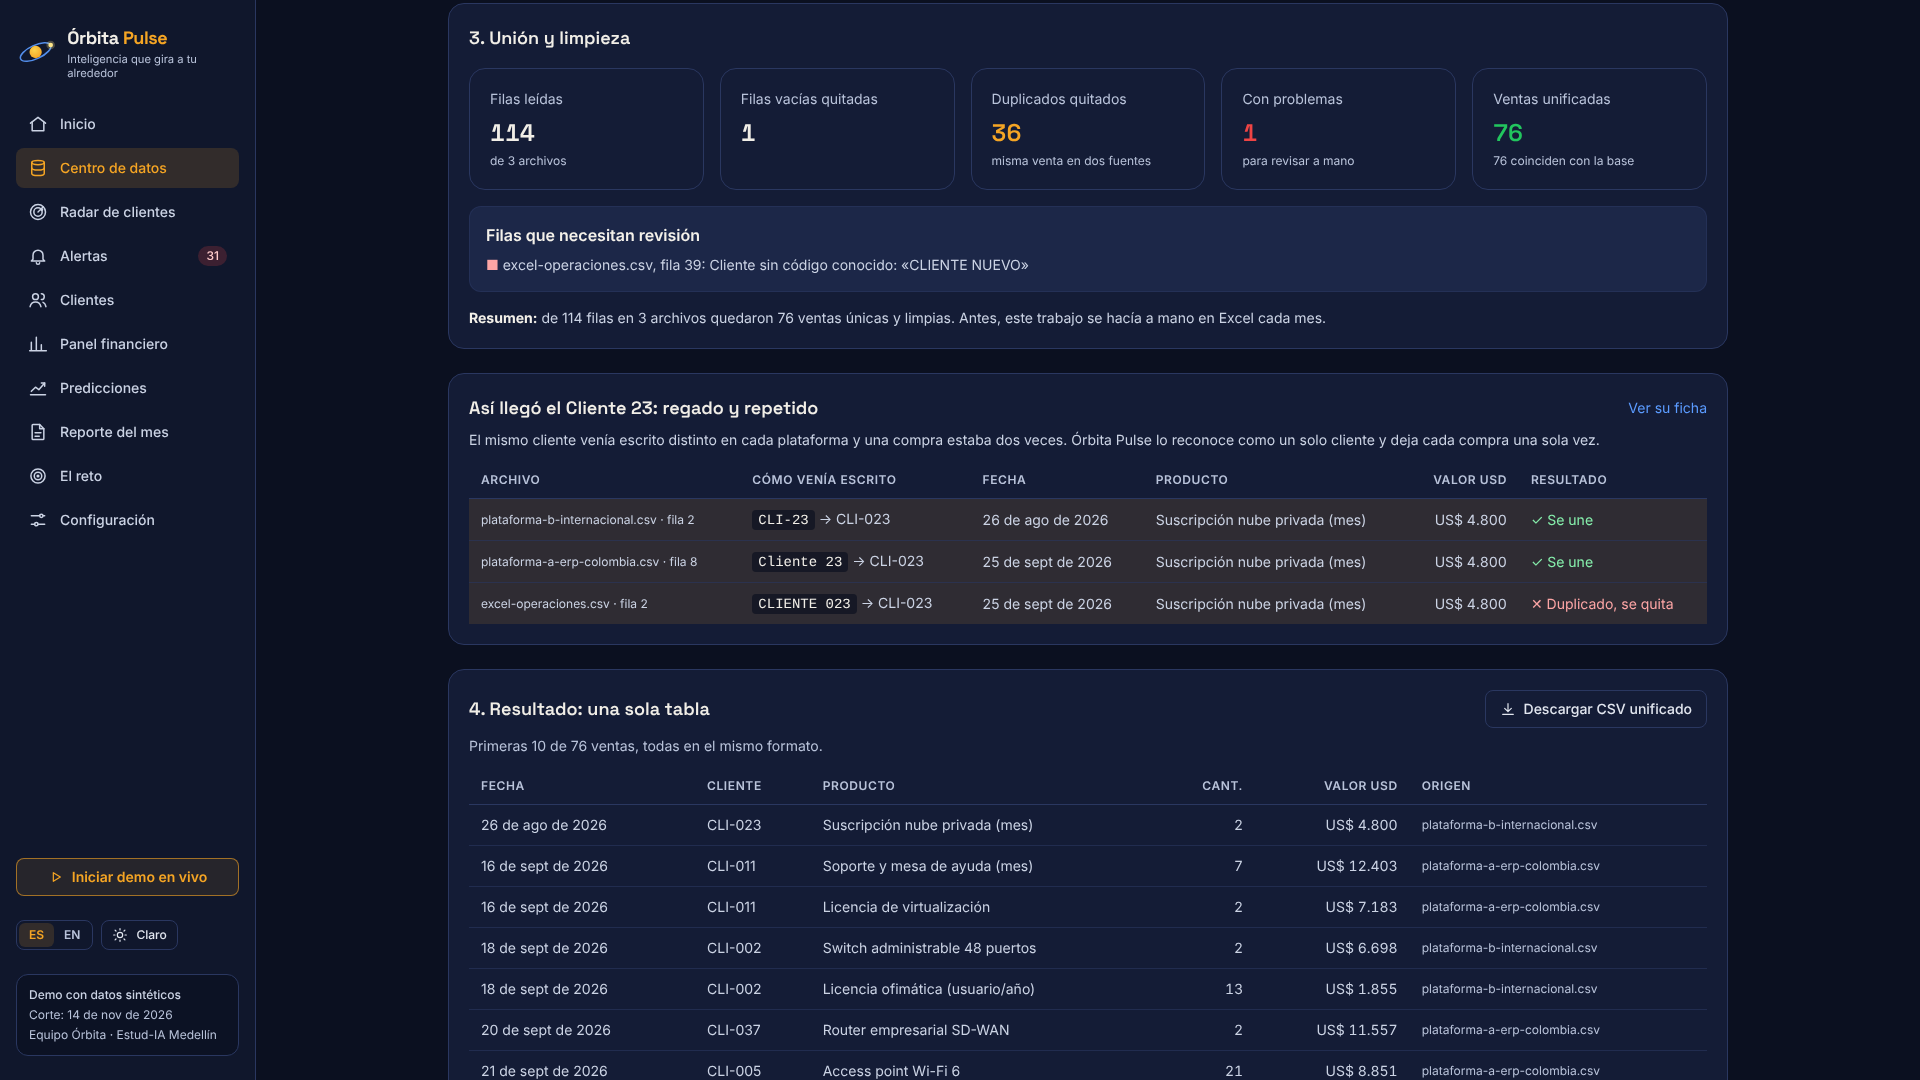 Órbita Pulse
Inteligencia que gira a tu
alrededor
Inicio
Centro de datos
Radar de clientes
Alertas 31
Clientes
Panel financiero
Predicciones
Reporte del mes
El reto
Configuración
Iniciar demo en vivo
ES EN Claro
Demo con datos sintéticos
Corte: 14 de nov de 2026
Equipo Órbita · Estud-IA Medellín
3. Unión y limpieza
Filas leídas
114
de 3 archivos
Filas vacías quitadas
1
Duplicados quitados
36
misma venta en dos fuentes
Con problemas
1
para revisar a mano
Ventas unificadas
76
76 coinciden con la base
Filas que necesitan revisión
excel-operaciones.csv, fila 39: Cliente sin código conocido: «CLIENTE NUEVO»
Resumen: de 114 filas en 3 archivos quedaron 76 ventas únicas y limpias. Antes, este trabajo se hacía a mano en Excel cada mes.
Así llegó el Cliente 23: regado y repetido Ver su ficha
El mismo cliente venía escrito distinto en cada plataforma y una compra estaba dos veces. Órbita Pulse lo reconoce como un solo cliente y deja cada compra una sola vez.
ARCHIVO CÓMO VENÍA ESCRITO FECHA PRODUCTO VALOR USD RESULTADO
plataforma-b-internacional.csv · fila 2 CLI-23 → CLI-023 26 de ago de 2026 Suscripción nube privada (mes) US$ 4.800 ✓ Se une
plataforma-a-erp-colombia.csv · fila 8 Cliente 23 → CLI-023 25 de sept de 2026 Suscripción nube privada (mes) US$ 4.800 ✓ Se une
excel-operaciones.csv · fila 2 CLIENTE 023 → CLI-023 25 de sept de 2026 Suscripción nube privada (mes) US$ 4.800 ✕ Duplicado, se quita
4. Resultado: una sola tabla Descargar CSV unificado
Primeras 10 de 76 ventas, todas en el mismo formato.
FECHA CLIENTE PRODUCTO CANT. VALOR USD ORIGEN
26 de ago de 2026 CLI-023 Suscripción nube privada (mes) 2 US$ 4.800 plataforma-b-internacional.csv
16 de sept de 2026 CLI-011 Soporte y mesa de ayuda (mes) 7 US$ 12.403 plataforma-a-erp-colombia.csv
16 de sept de 2026 CLI-011 Licencia de virtualización 2 US$ 7.183 plataforma-a-erp-colombia.csv
18 de sept de 2026 CLI-002 Switch administrable 48 puertos 2 US$ 6.698 plataforma-b-internacional.csv
18 de sept de 2026 CLI-002 Licencia ofimática (usuario/año) 13 US$ 1.855 plataforma-b-internacional.csv
20 de sept de 2026 CLI-037 Router empresarial SD-WAN 2 US$ 11.557 plataforma-a-erp-colombia.csv
21 de sept de 2026 CLI-005 Access point Wi-Fi 6 21 US$ 8.851 plataforma-a-erp-colombia.csv